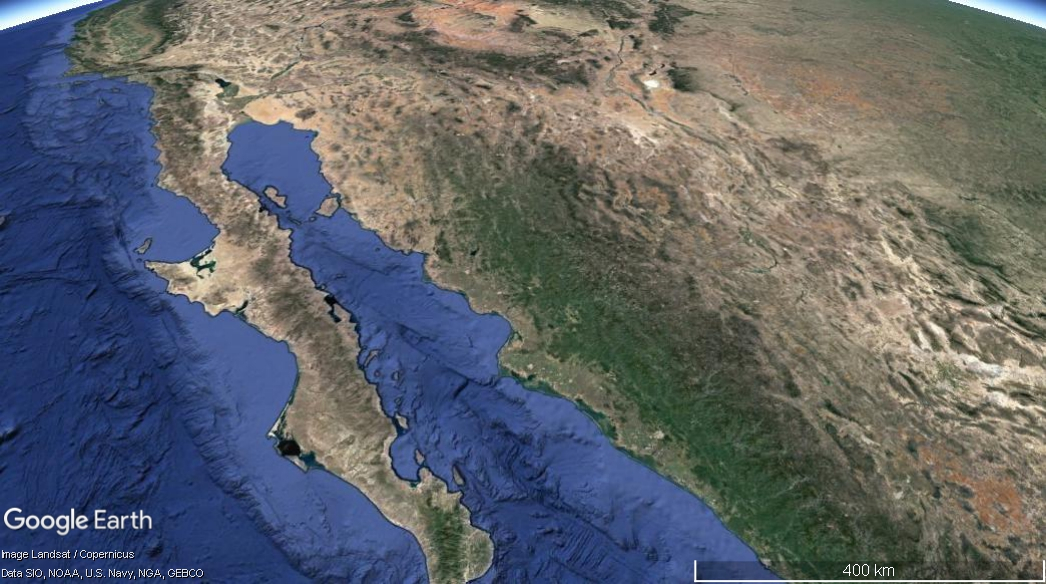 Google Earth
Image Landsat / Copernicus
Data SIO, NOAA, U.S. Navy, NGA, GEBCO
400 km